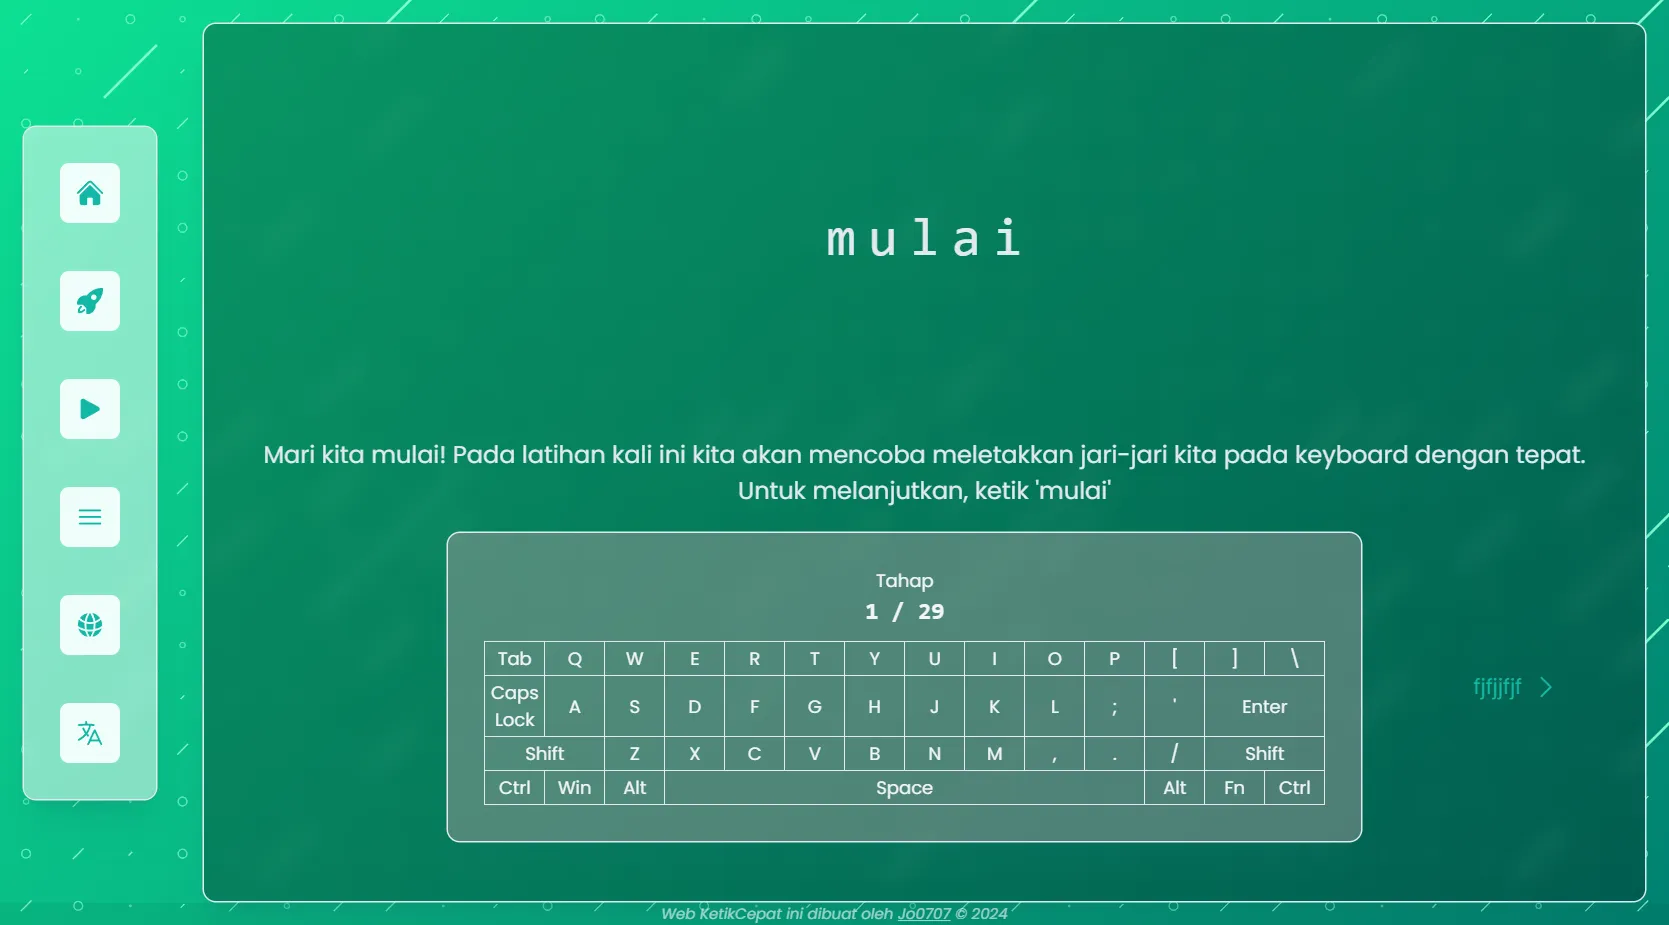 mulai
Mari kita mulai! Pada latihan kali ini kita akan mencoba meletakkan jari-jari kita pada keyboard dengan tepat.
Untuk melanjutkan, ketik 'mulai'
Tahap
1 / 29
Tab Q W E R T Y U I O P [ ] \
Caps Lock A S D F G H J K L ; ' Enter
Shift Z X C V B N M , . / Shift
Ctrl Win Alt Space Alt Fn Ctrl
fjfjjfjf
Web KetikCepat ini dibuat oleh Jo0707 © 2024